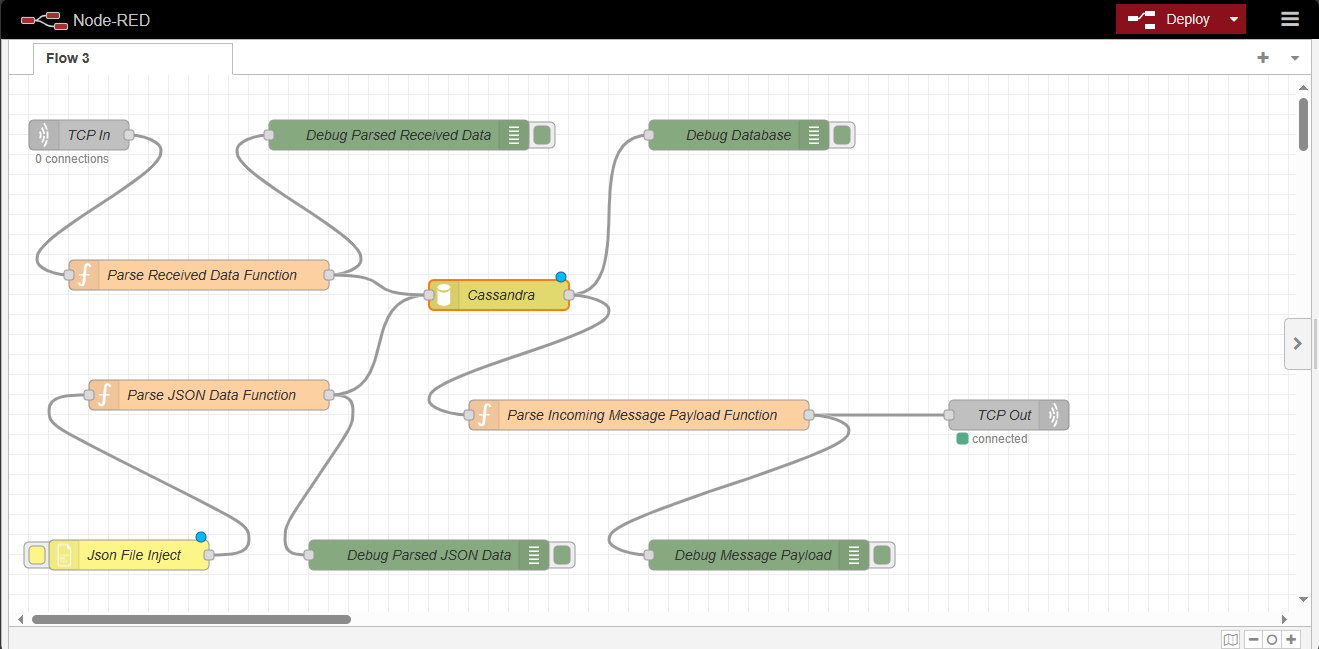 Node-RED
Deploy
Flow 3
TCP In
0 connections
Debug Parsed Received Data
Debug Database
Parse Received Data Function
Cassandra
Parse JSON Data Function
Parse Incoming Message Payload Function
TCP Out
connected
Json File Inject
Debug Parsed JSON Data
Debug Message Payload